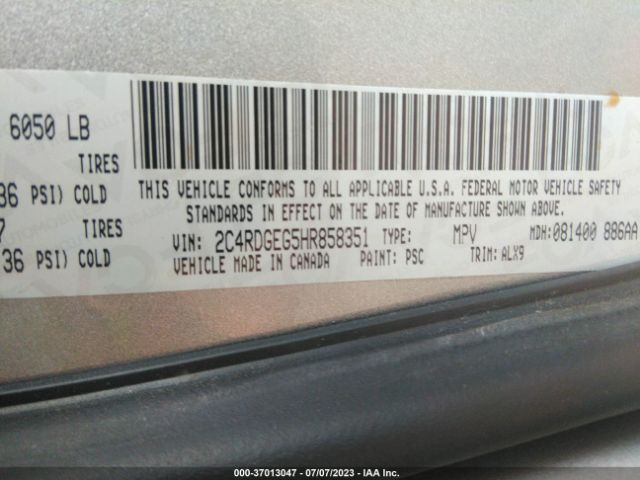 6050 LB
TIRES
36 PSI) COLD
TIRES
36 PSI) COLD
THIS VEHICLE CONFORMS TO ALL APPLICABLE U.S.A. FEDERAL MOTOR VEHICLE SAFETY
STANDARDS IN EFFECT ON THE DATE OF MANUFACTURE SHOWN ABOVE.
VIN: 2C4RDGEG5HR858351 TYPE: MPV MDH:081400 886AA
VEHICLE MADE IN CANADA PAINT: PSC TRIM: ALX9
000-37013047 - 07/07/2023 - IAA Inc.